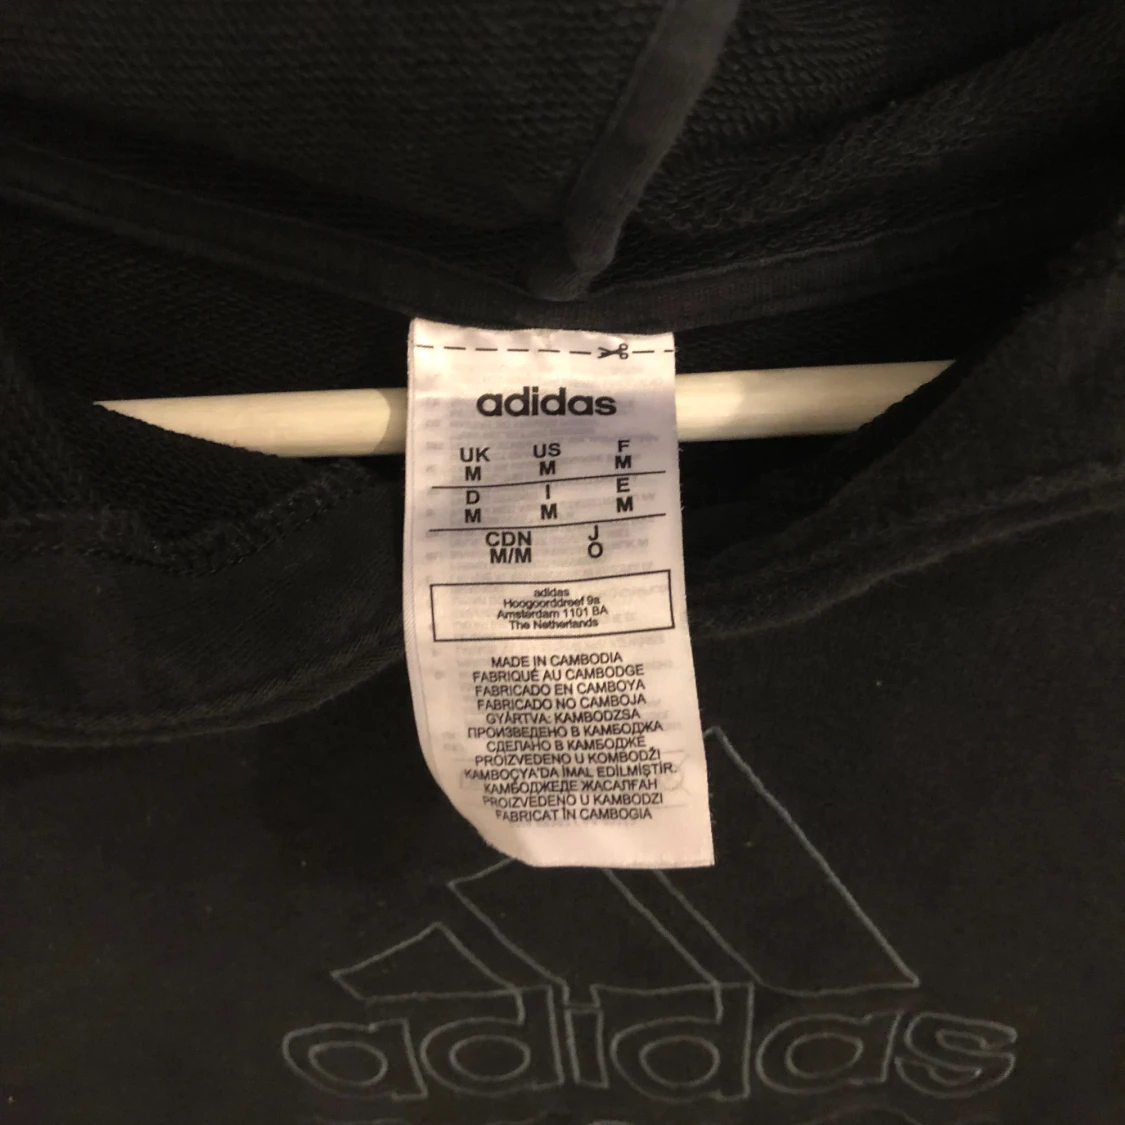 adidas
UK US F
M M M
D I E
M M M
CDN J
M/M O
adidas
Hoogoorddreef 9a
Amsterdam 1101 BA
The Netherlands
MADE IN CAMBODIA
FABRIQUÉ AU CAMBODGE
FABRICADO EN CAMBOYA
FABRICADO NO CAMBOJA
GYÁRTVA: KAMBODZSA
ПРОИЗВЕДЕНО В КАМБОДЖА
СДЕЛАНО В КАМБОДЖЕ
PROIZVEDENO U KOMBODŽI
KAMBOÇYA'DA İMAL EDİLMİŞTİR.
КАМБОДЖЕДЕ ЖАСАЛҒАН
PROIZVEDENO U KAMBODZI
FABRICAT ÎN CAMBOGIA
adidas